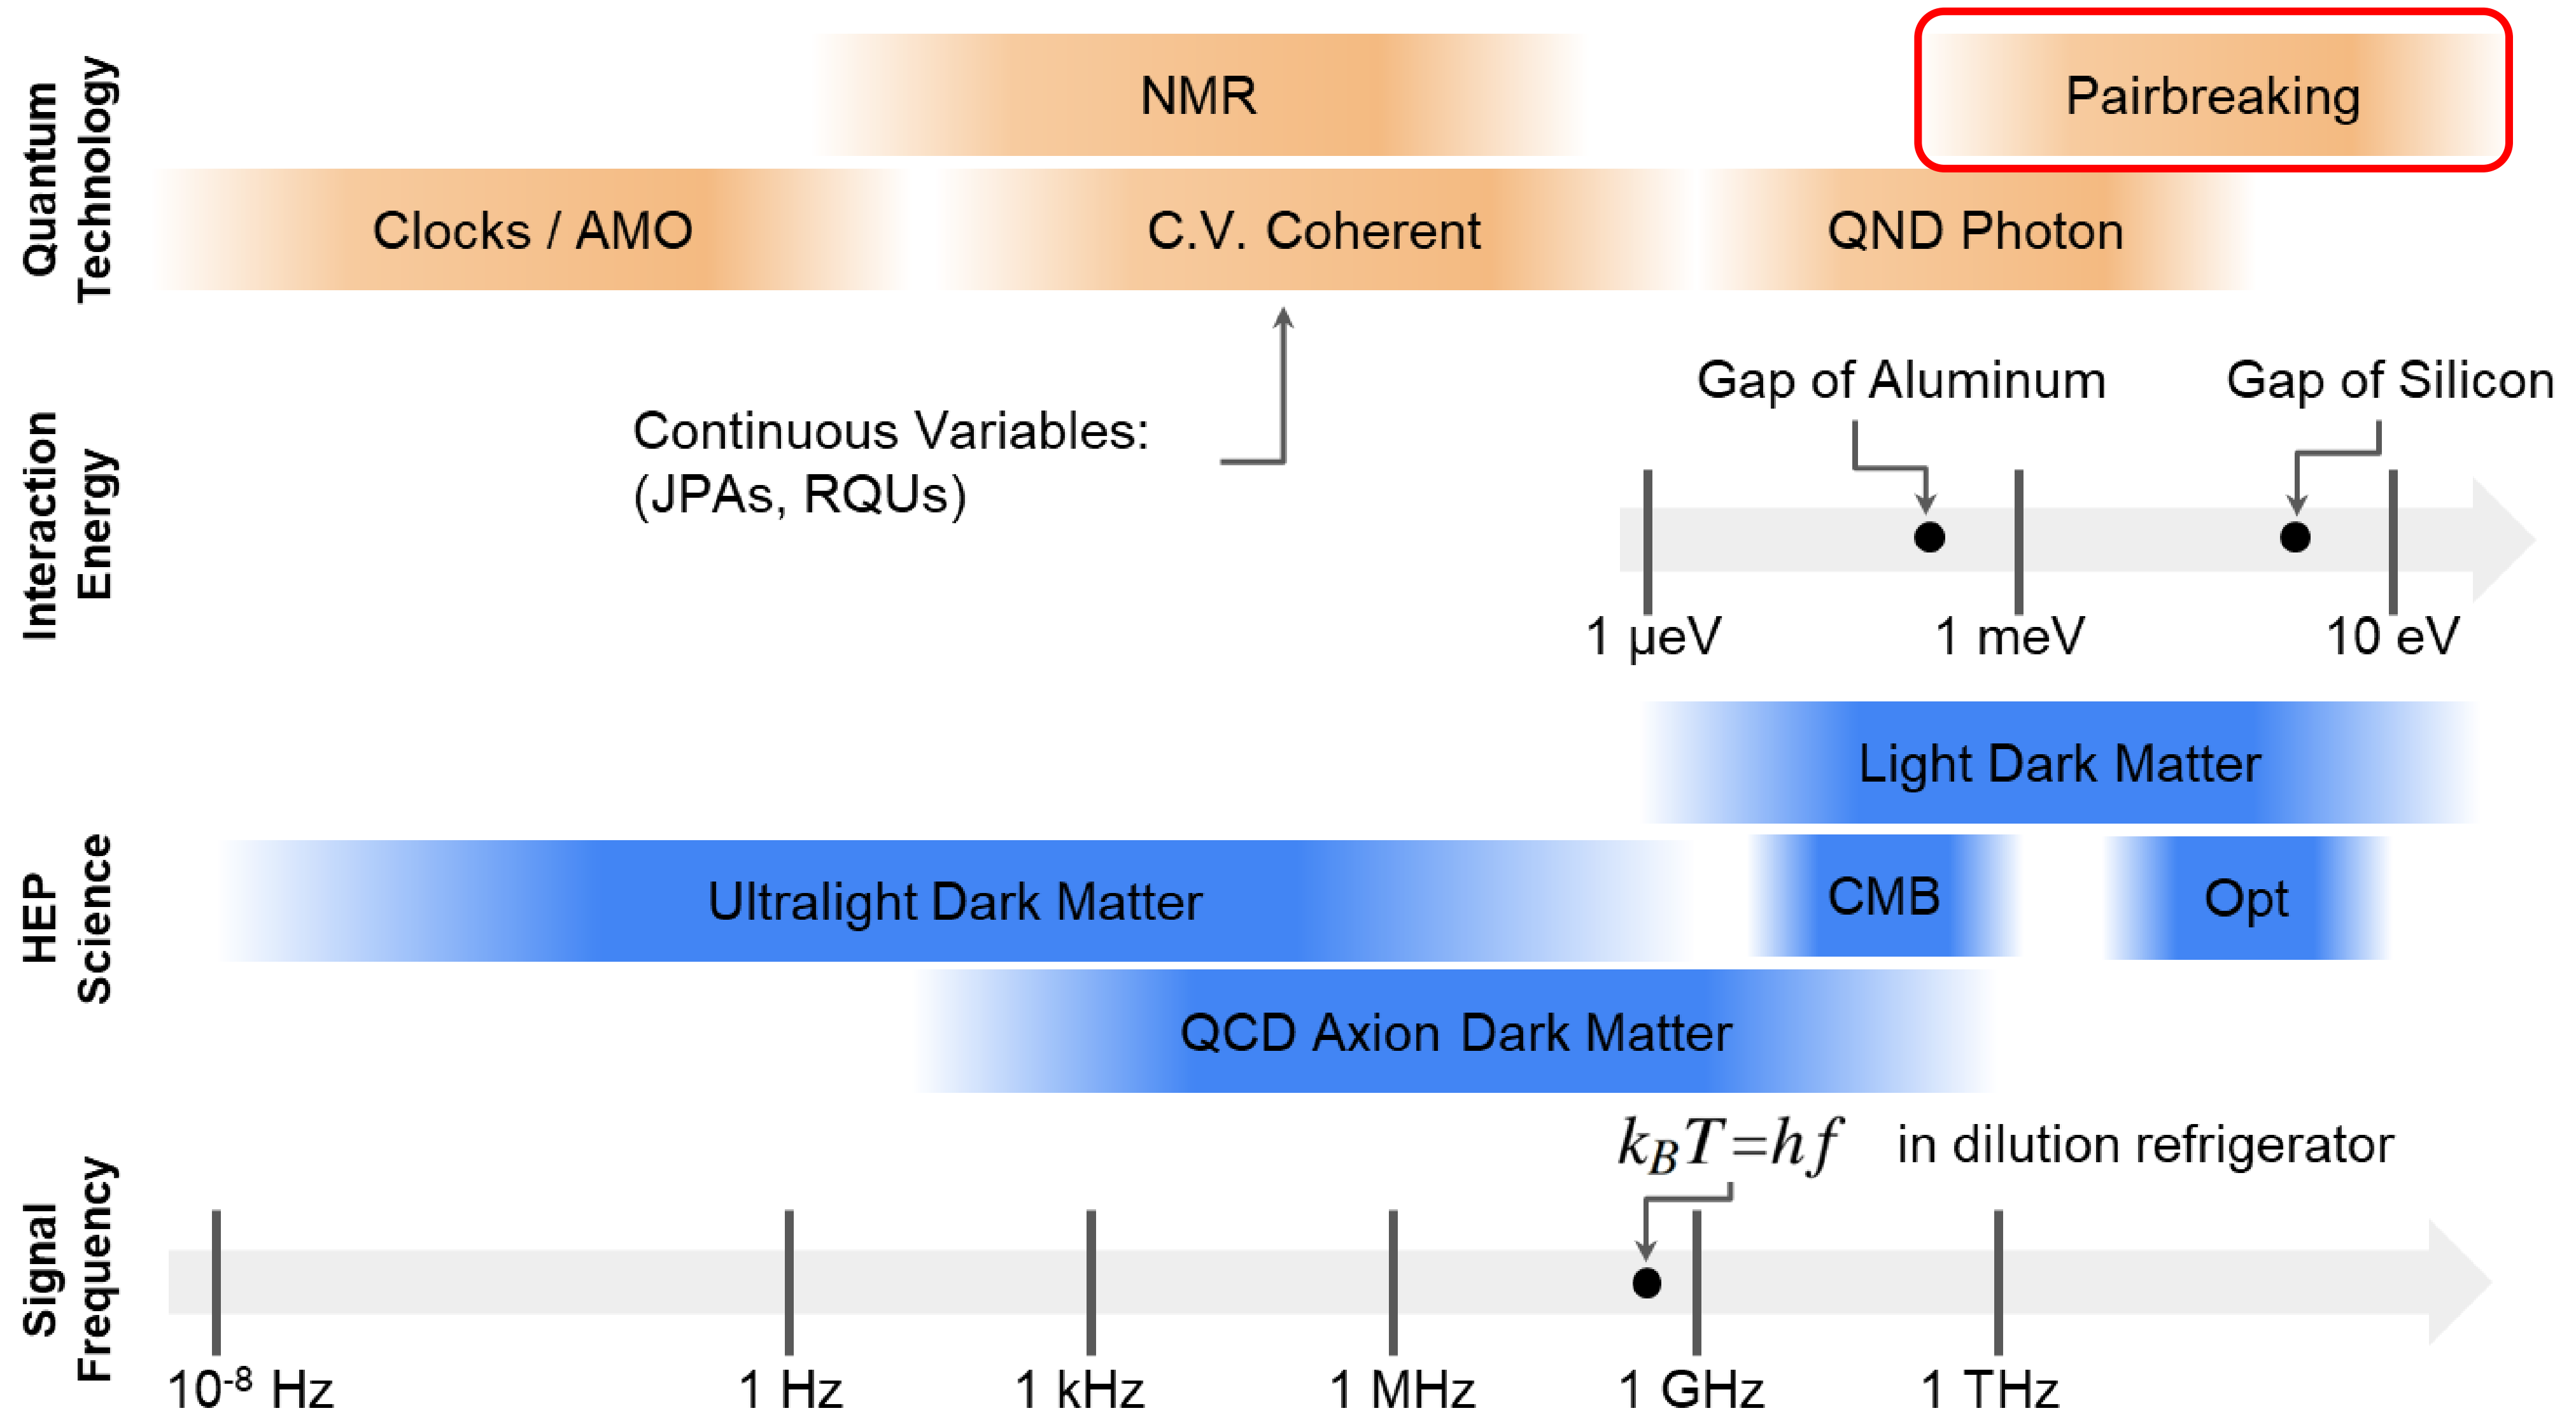 Quantum
Technology
NMR
Pairbreaking
Clocks / AMO
C.V. Coherent
QND Photon
Interaction
Energy
Continuous Variables:
(JPAs, RQUs)
Gap of Aluminum
Gap of Silicon
1 µeV
1 meV
10 eV
HEP
Science
Light Dark Matter
Ultralight Dark Matter
CMB
Opt
QCD Axion Dark Matter
Signal
Frequency
k_B T=hf in dilution refrigerator
10⁻⁸ Hz
1 Hz
1 kHz
1 MHz
1 GHz
1 THz